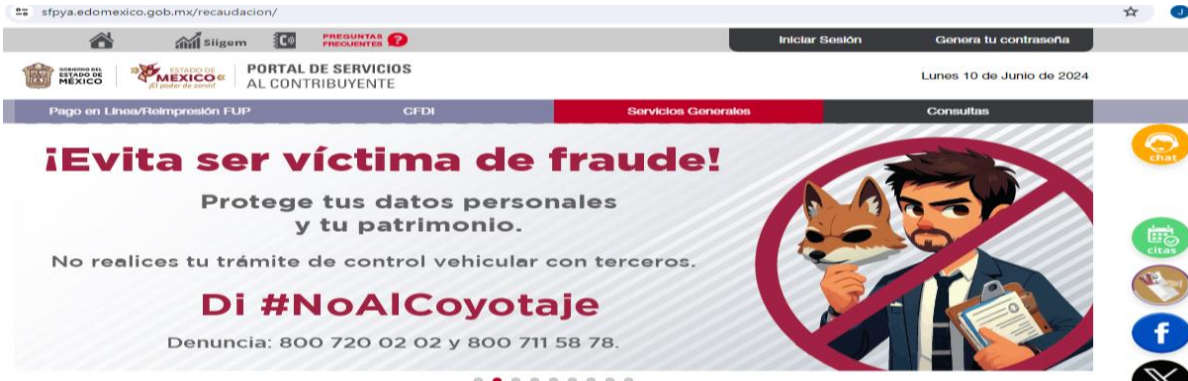 sfpya.edomexico.gob.mx/recaudacion/
Siigem
PREGUNTAS
FRECUENTES ?
Iniciar Sesión
Genera tu contraseña
GOBIERNO DEL
ESTADO DE
MÉXICO
ESTADO DE
MÉXICO
¡El poder de servir!
PORTAL DE SERVICIOS
AL CONTRIBUYENTE
Lunes 10 de Junio de 2024
Pago en Línea/Reimpresión FUP
CFDI
Servicios Generales
Consultas
¡Evita ser víctima de fraude!
Protege tus datos personales
y tu patrimonio.
No realices tu trámite de control vehicular con terceros.
Di #NoAlCoyotaje
Denuncia: 800 720 02 02 y 800 711 58 78.
chat
citas
J